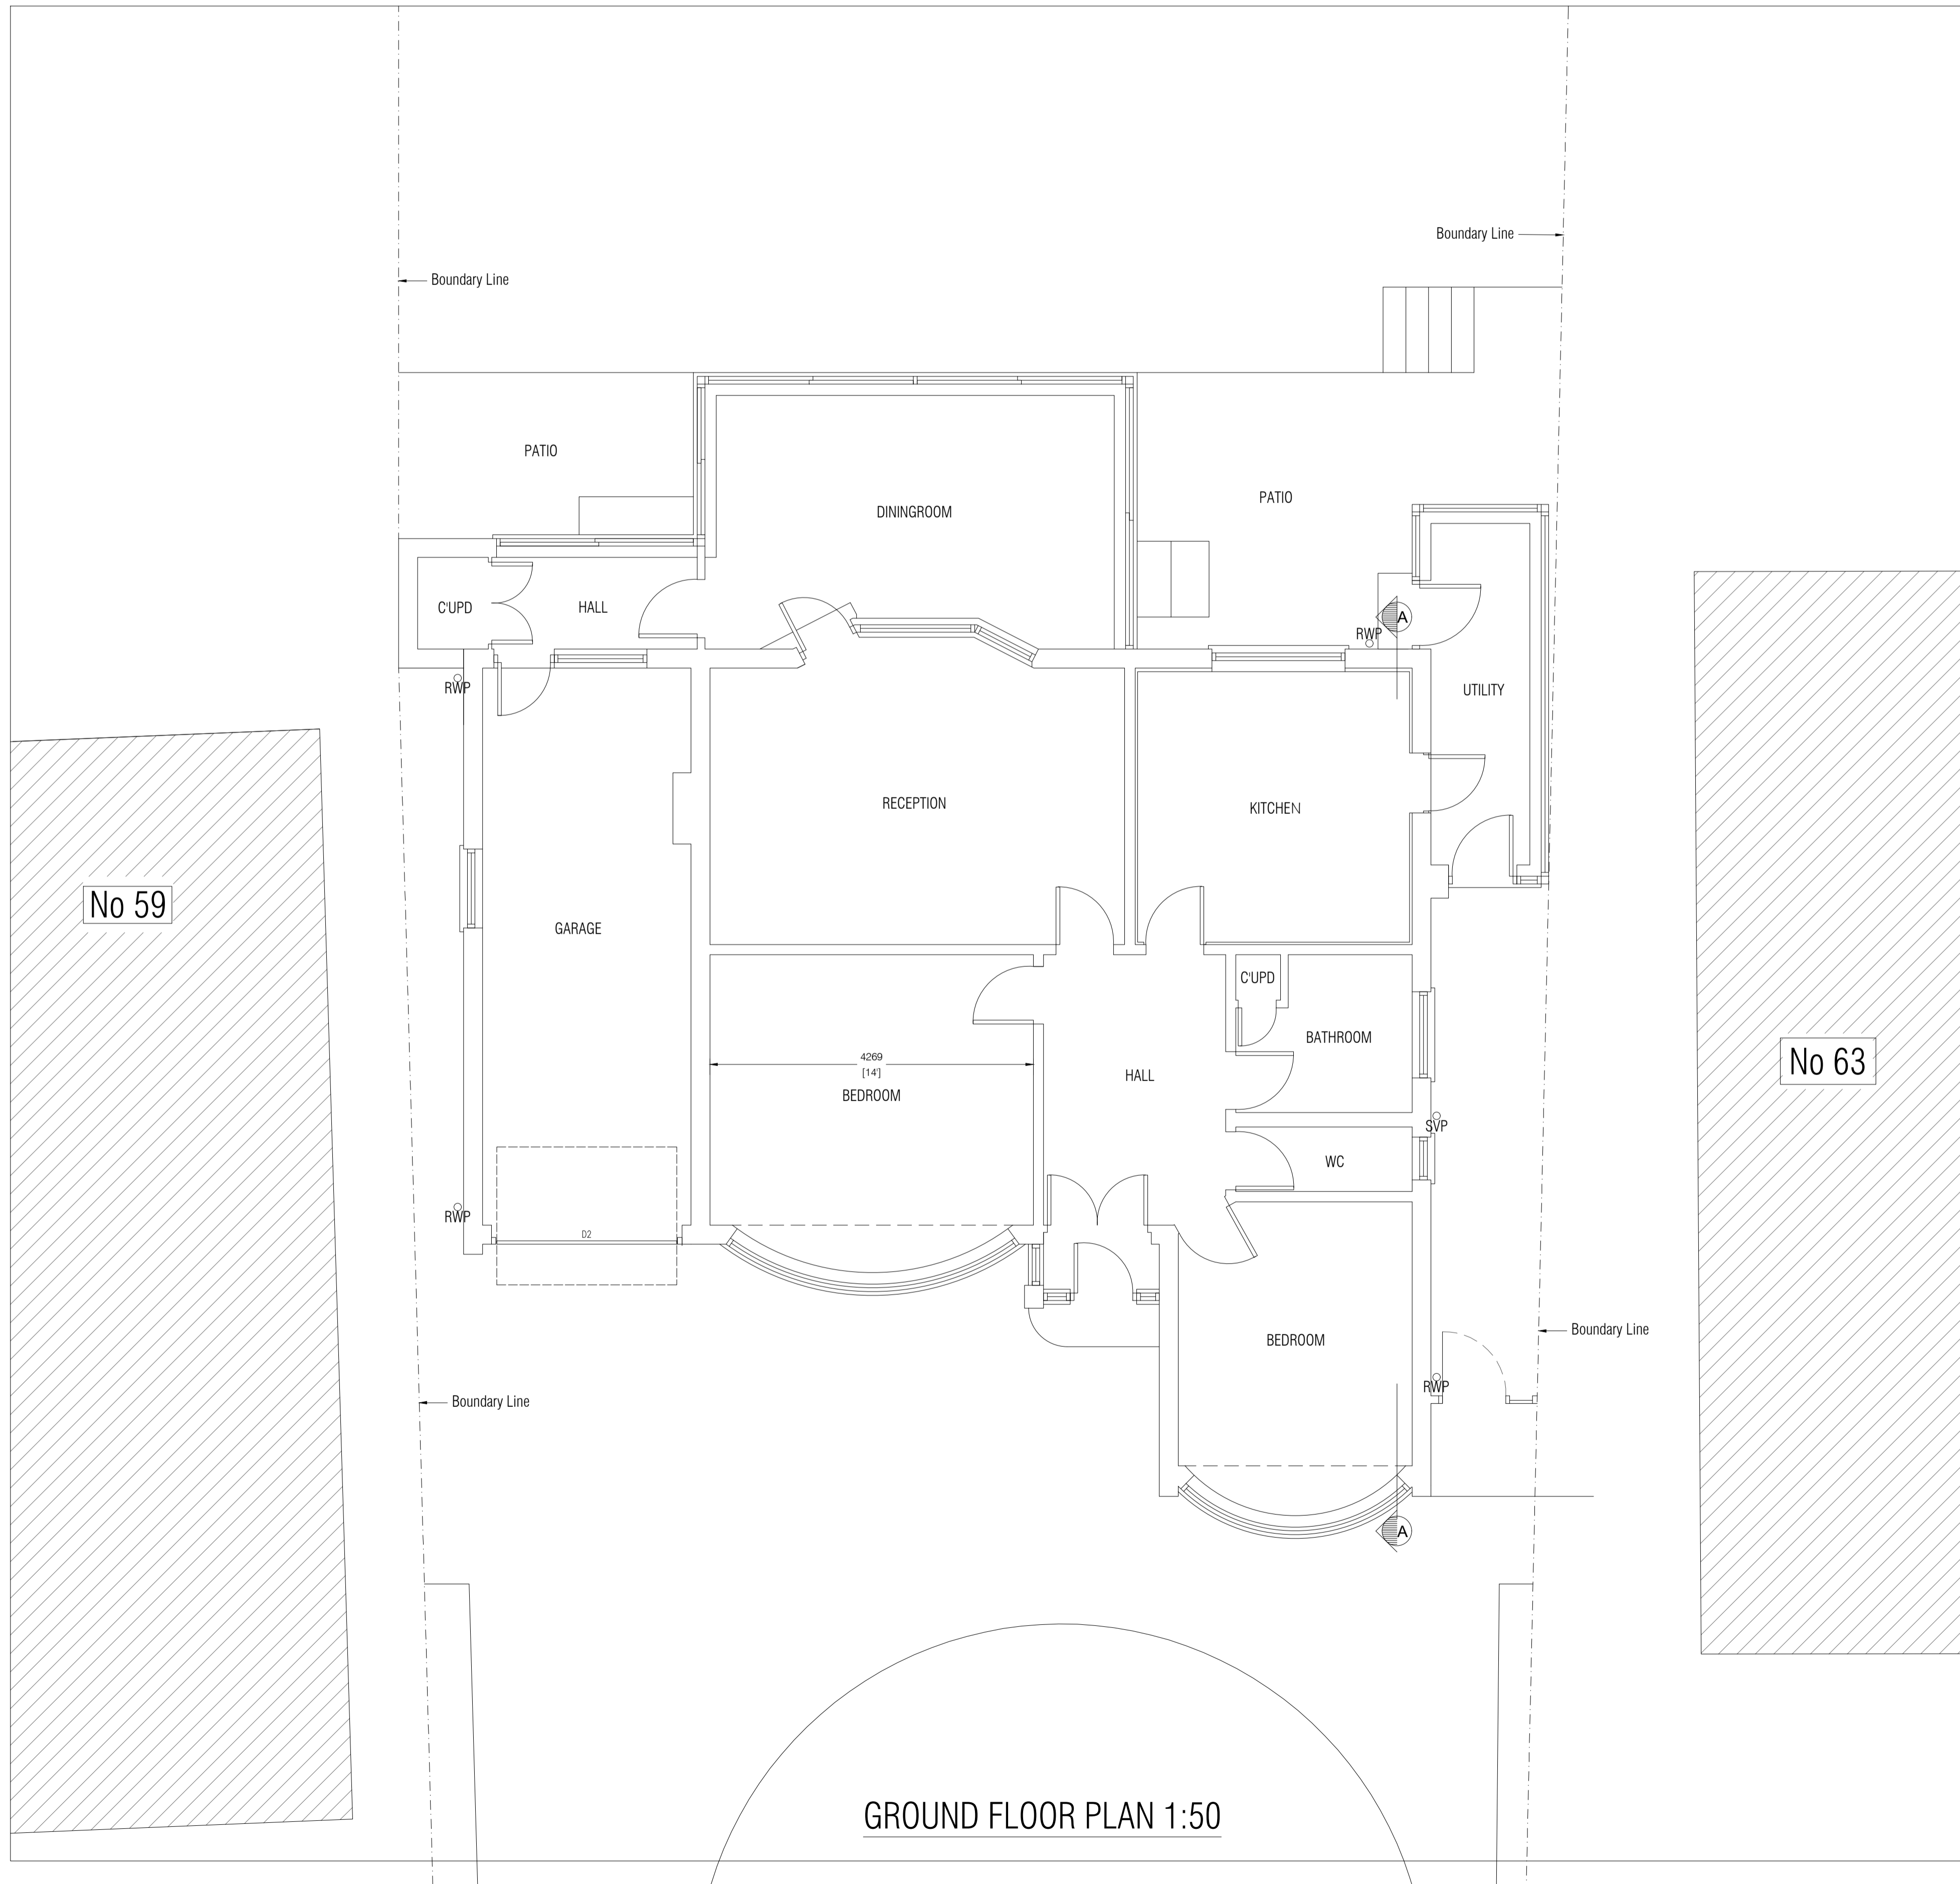 Boundary Line
Boundary Line
PATIO
DININGROOM
PATIO
C'UPD
HALL
A
RWP
RWP
UTILITY
RECEPTION
KITCHEN
No 59
GARAGE
C'UPD
BATHROOM
No 63
4269
[14']
HALL
BEDROOM
SVP
WC
RWP
D2
BEDROOM
Boundary Line
RWP
Boundary Line
A
GROUND FLOOR PLAN 1:50